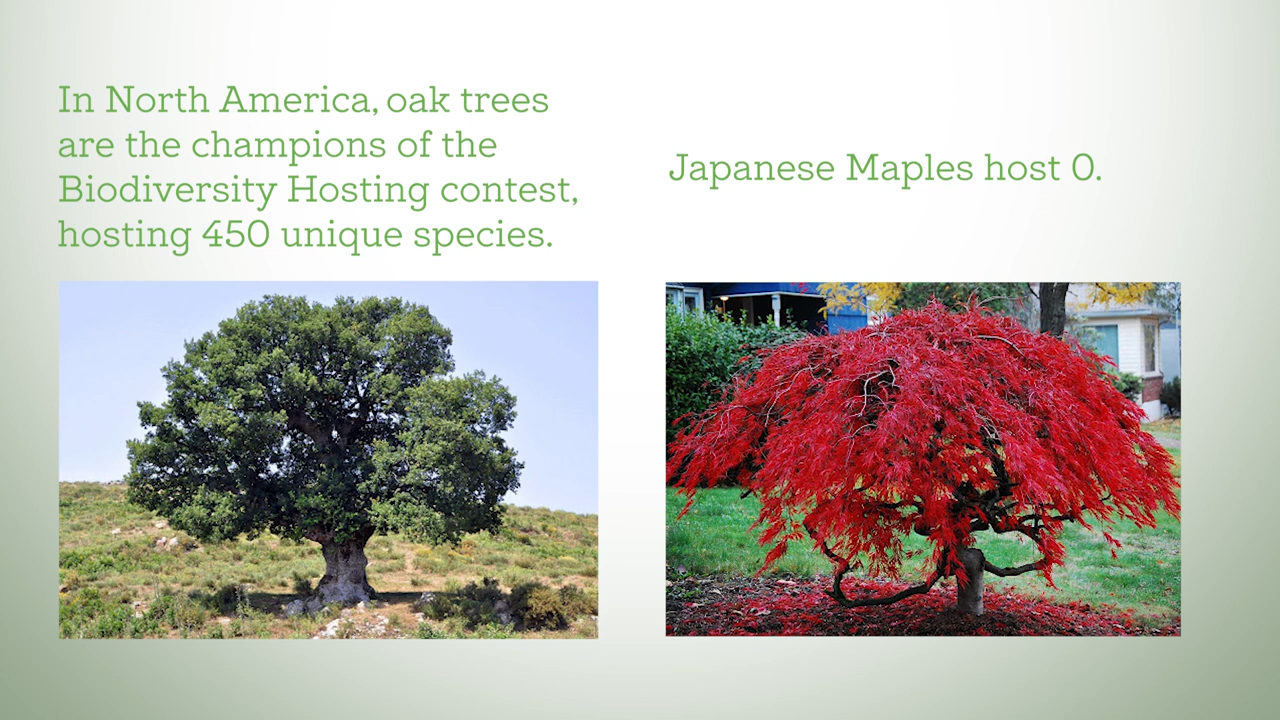 In North America, oak trees
are the champions of the
Biodiversity Hosting contest,
hosting 450 unique species.
Japanese Maples host 0.